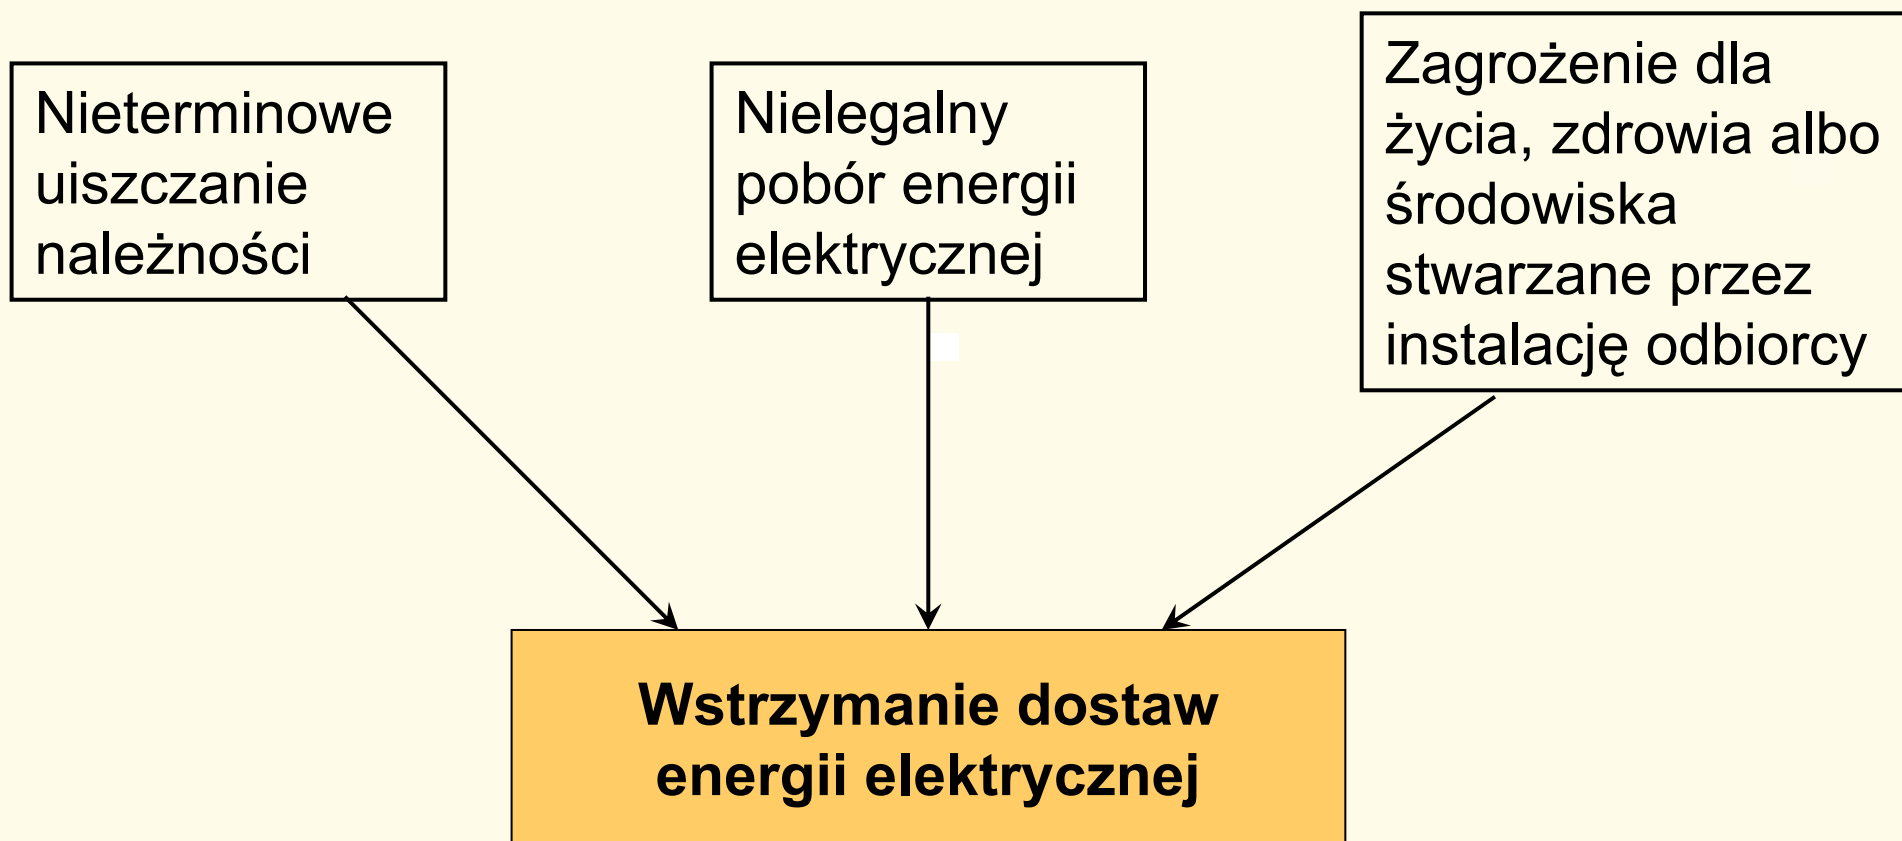 Nieterminowe
uiszczanie
należności
Nielegalny
pobór energii
elektrycznej
Zagrożenie dla
życia, zdrowia albo
środowiska
stwarzane przez
instalację odbiorcy
Wstrzymanie dostaw
energii elektrycznej